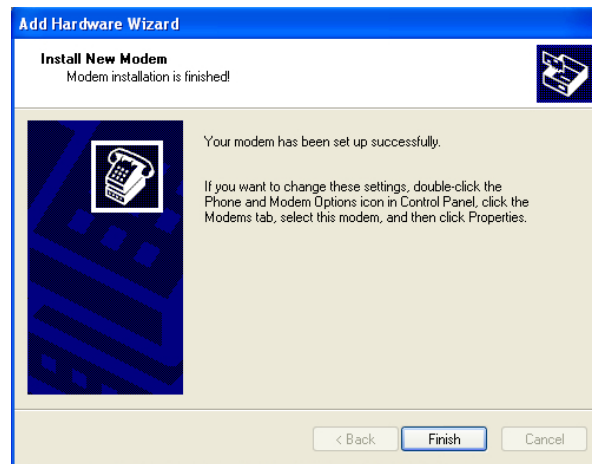 Add Hardware Wizard
Install New Modem
Modem installation is finished!
Your modem has been set up successfully.
If you want to change these settings, double-click the
Phone and Modem Options icon in Control Panel, click the
Modems tab, select this modem, and then click Properties.
< Back Finish Cancel